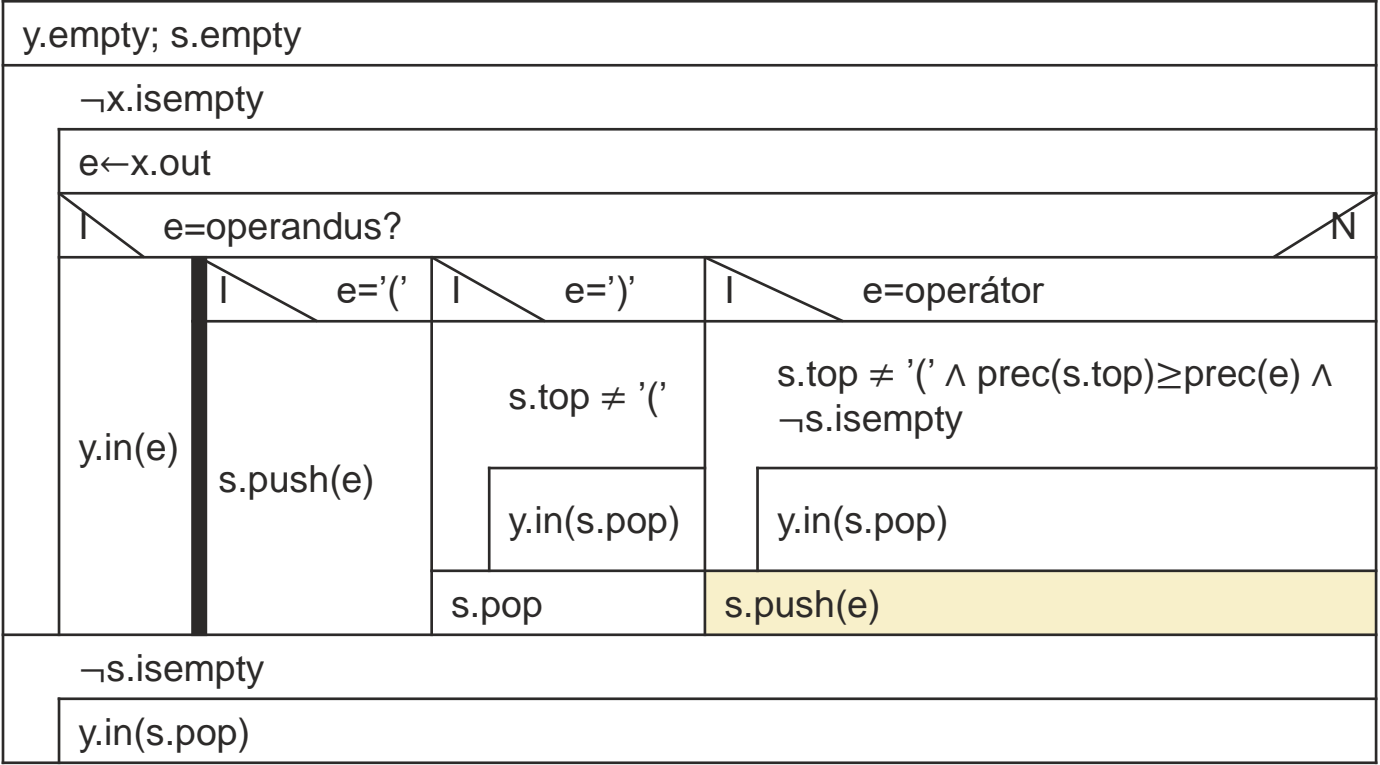 y.empty; s.empty
¬x.isempty
e←x.out
I e=operandus? N
I e='(' I e=’)’ I e=operátor
s.top ≠ ’(‘ ∧ prec(s.top)≥prec(e) ∧
¬s.isempty
s.top ≠ ’(‘
y.in(e)
s.push(e)
y.in(s.pop)
y.in(s.pop)
s.pop
s.push(e)
¬s.isempty
y.in(s.pop)